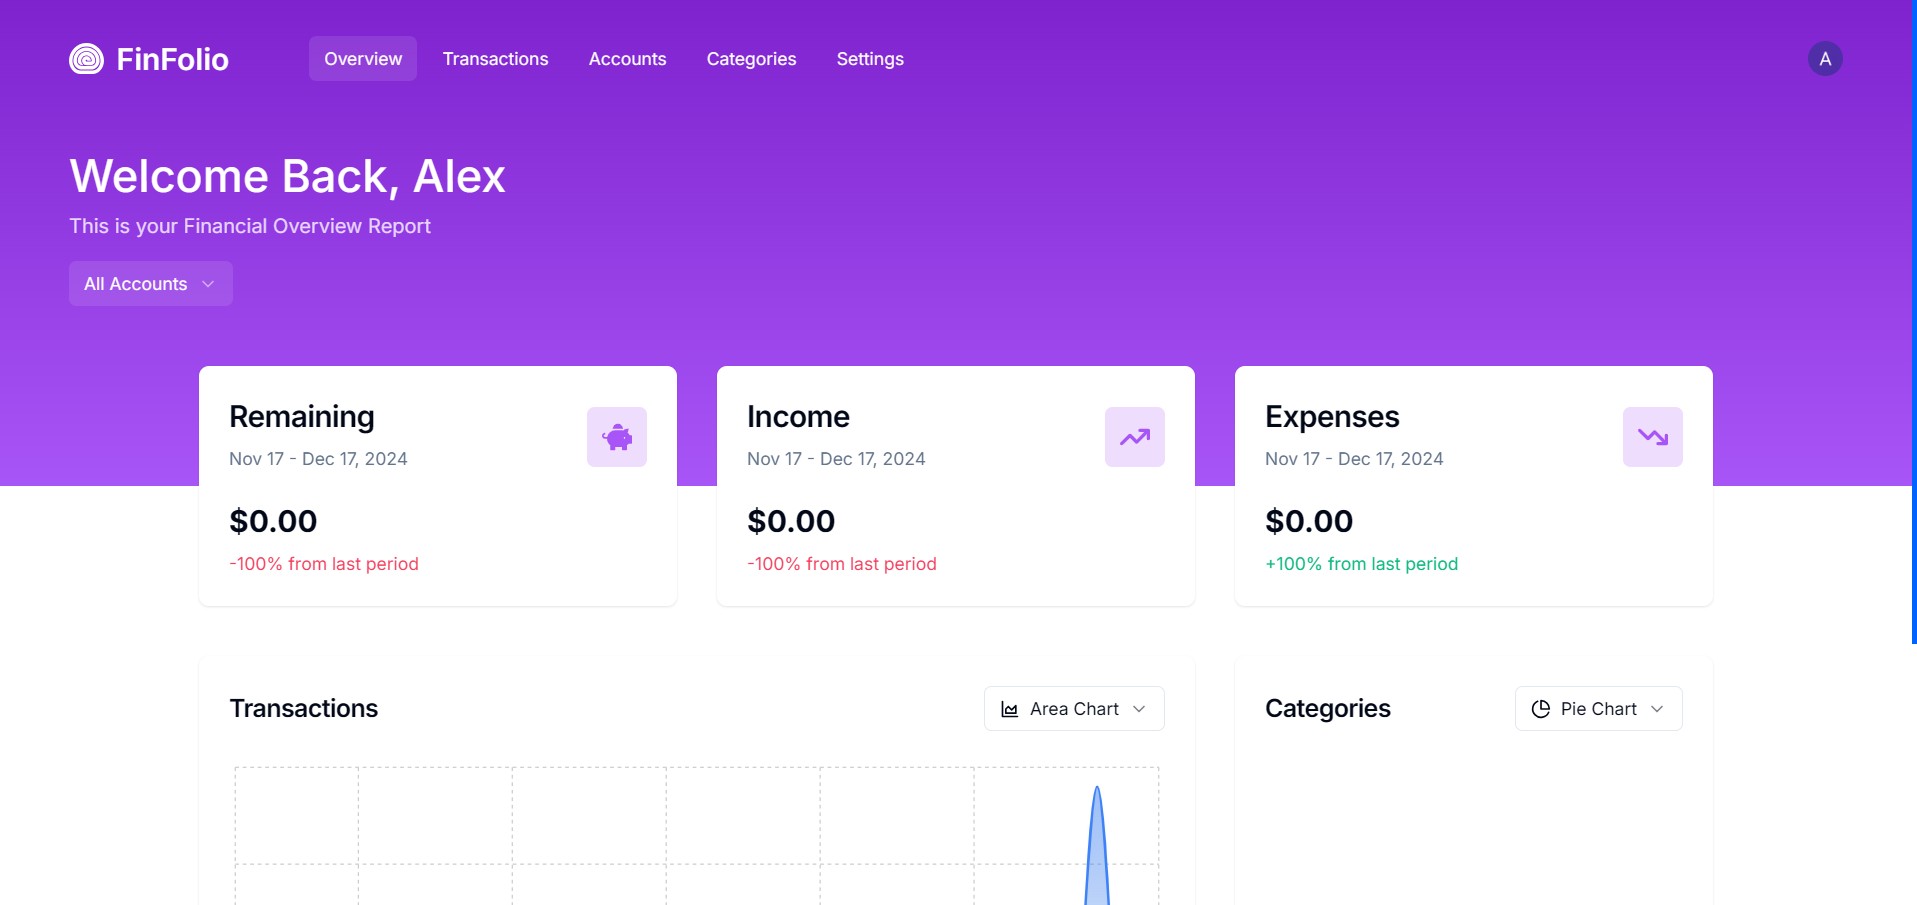 FinFolio
Overview
Transactions
Accounts
Categories
Settings
A
Welcome Back, Alex
This is your Financial Overview Report
All Accounts
Remaining
Nov 17 - Dec 17, 2024
$0.00
-100% from last period
Income
Nov 17 - Dec 17, 2024
$0.00
-100% from last period
Expenses
Nov 17 - Dec 17, 2024
$0.00
+100% from last period
Transactions
Area Chart
Categories
Pie Chart